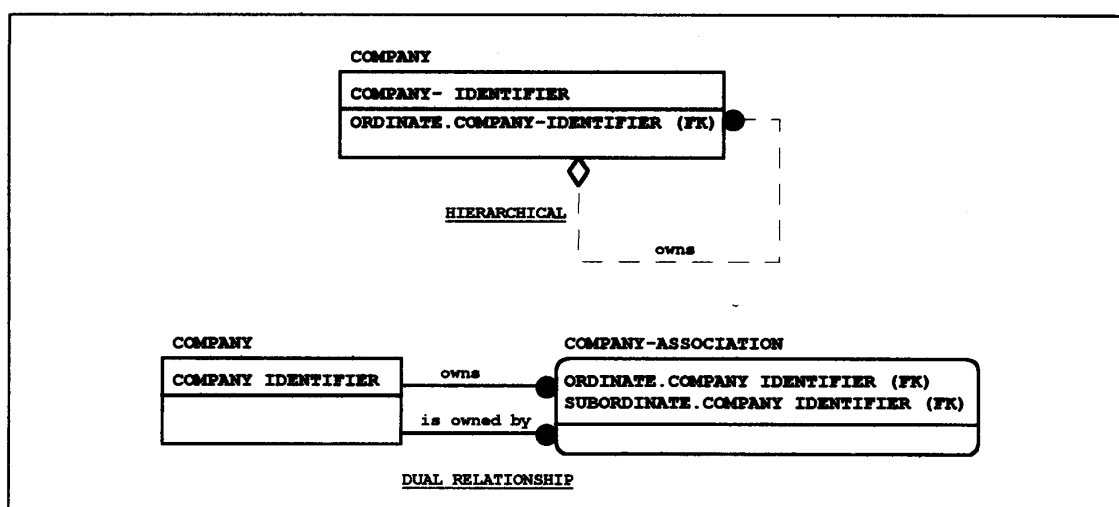 COMPANY
COMPANY- IDENTIFIER
ORDINATE.COMPANY-IDENTIFIER (FK)
HIERARCHICAL
owns
COMPANY
COMPANY IDENTIFIER
owns
is owned by
COMPANY-ASSOCIATION
ORDINATE.COMPANY IDENTIFIER (FK)
SUBORDINATE.COMPANY IDENTIFIER (FK)
DUAL RELATIONSHIP